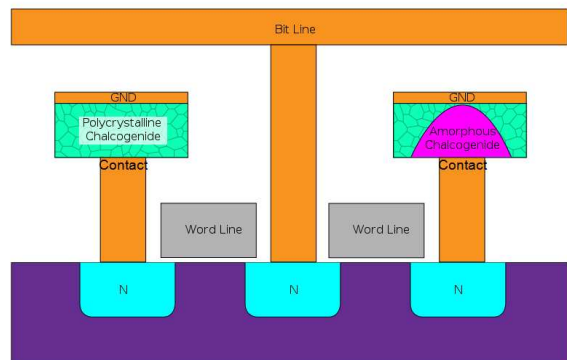 Bit Line
GND
GND
Polycrystalline
Chalcogenide
Amorphous
Chalcogenide
Contact
Contact
Word Line
Word Line
N
N
N